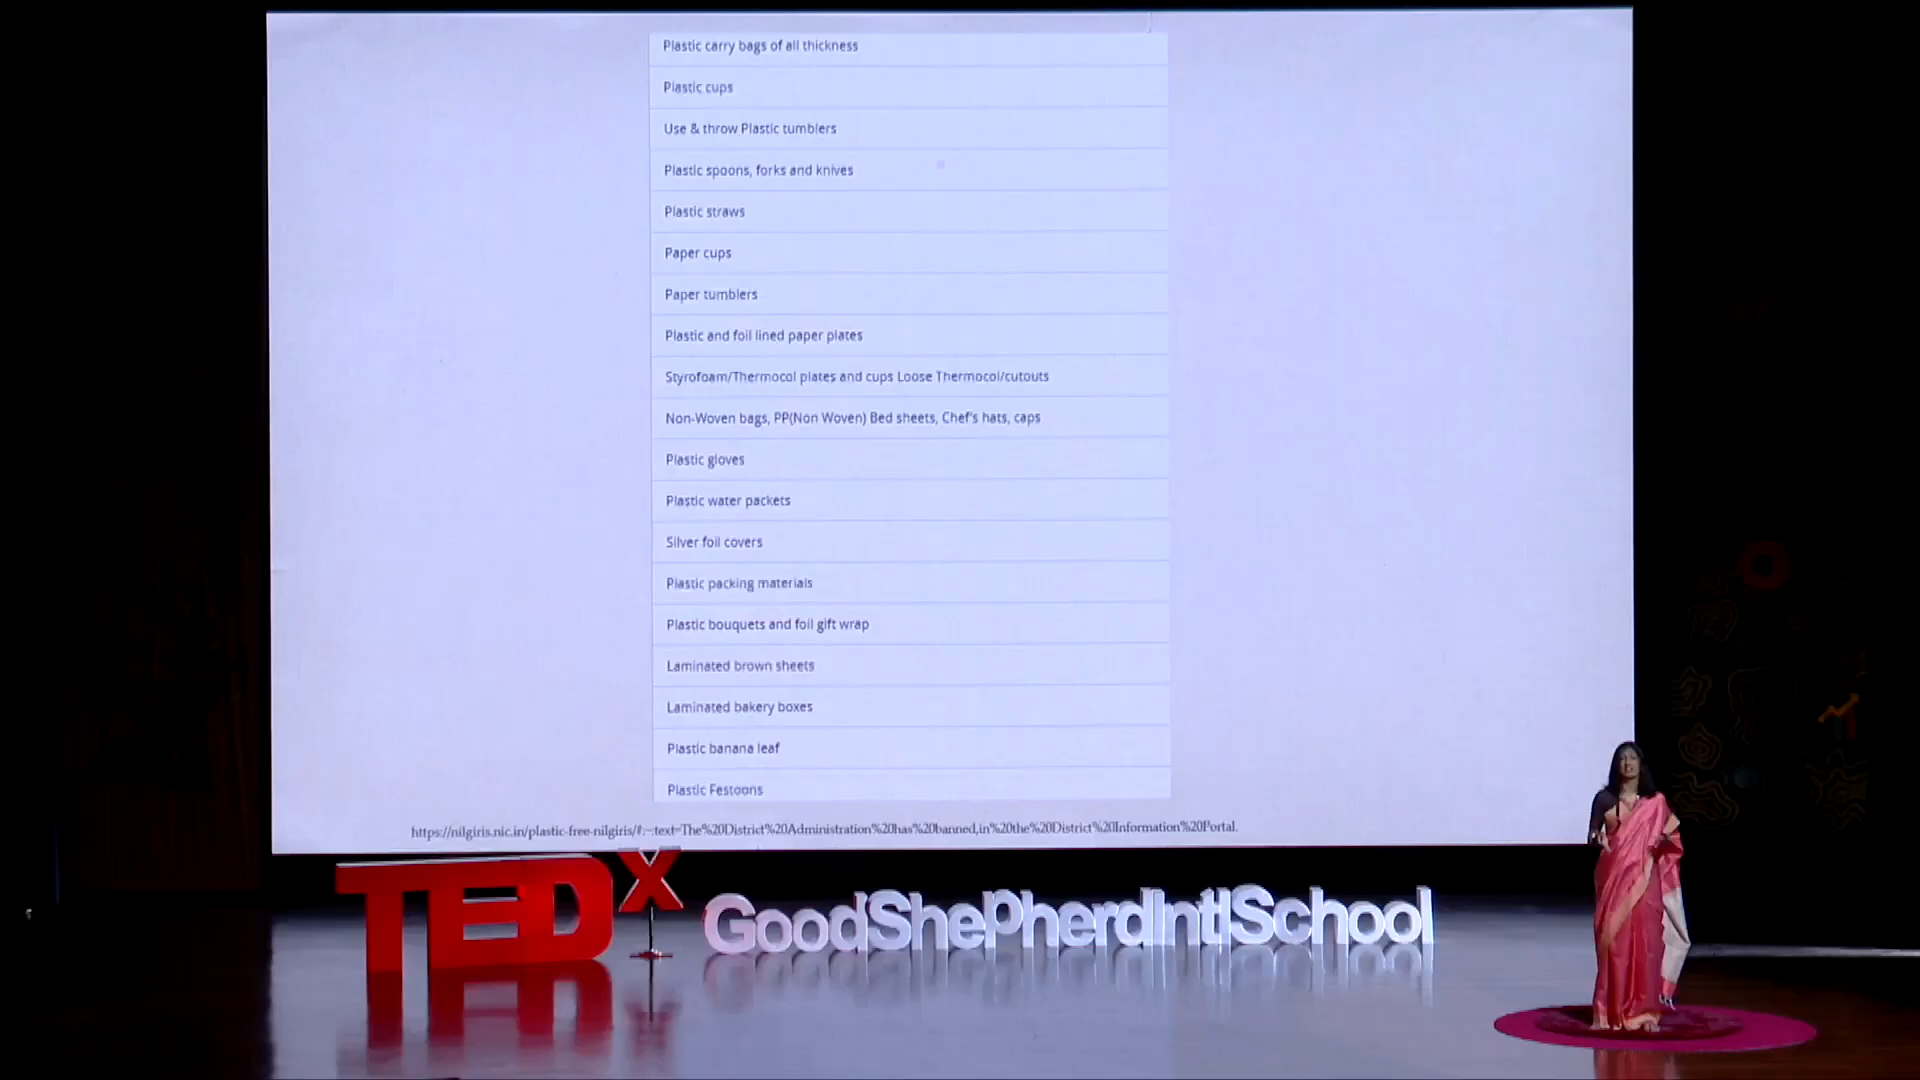 Plastic carry bags of all thickness
Plastic cups
Use & throw Plastic tumblers
Plastic spoons, forks and knives
Plastic straws
Paper cups
Paper tumblers
Plastic and foil lined paper plates
Styrofoam/Thermocol plates and cups Loose Thermocol/cutouts
Non-Woven bags, PP(Non Woven) Bed sheets, Chef's hats, caps
Plastic gloves
Plastic water packets
Silver foil covers
Plastic packing materials
Plastic bouquets and foil gift wrap
Laminated brown sheets
Laminated bakery boxes
Plastic banana leaf
Plastic Festoons
https://nilgiris.nic.in/plastic-free-nilgiris/#:~:text=The%20District%20Administration%20has%20banned,in%20the%20District%20Information%20Portal.
TEDx GoodShepherdIntlSchool